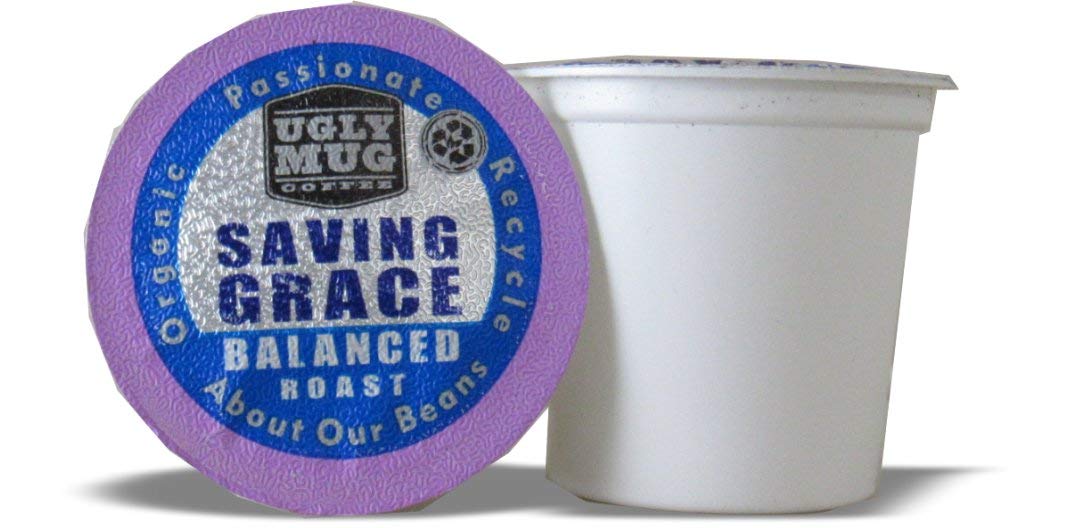 Passionate
UGLY
MUG
COFFEE
Organic
Recycle
SAVING
GRACE
BALANCED
ROAST
About Our Beans